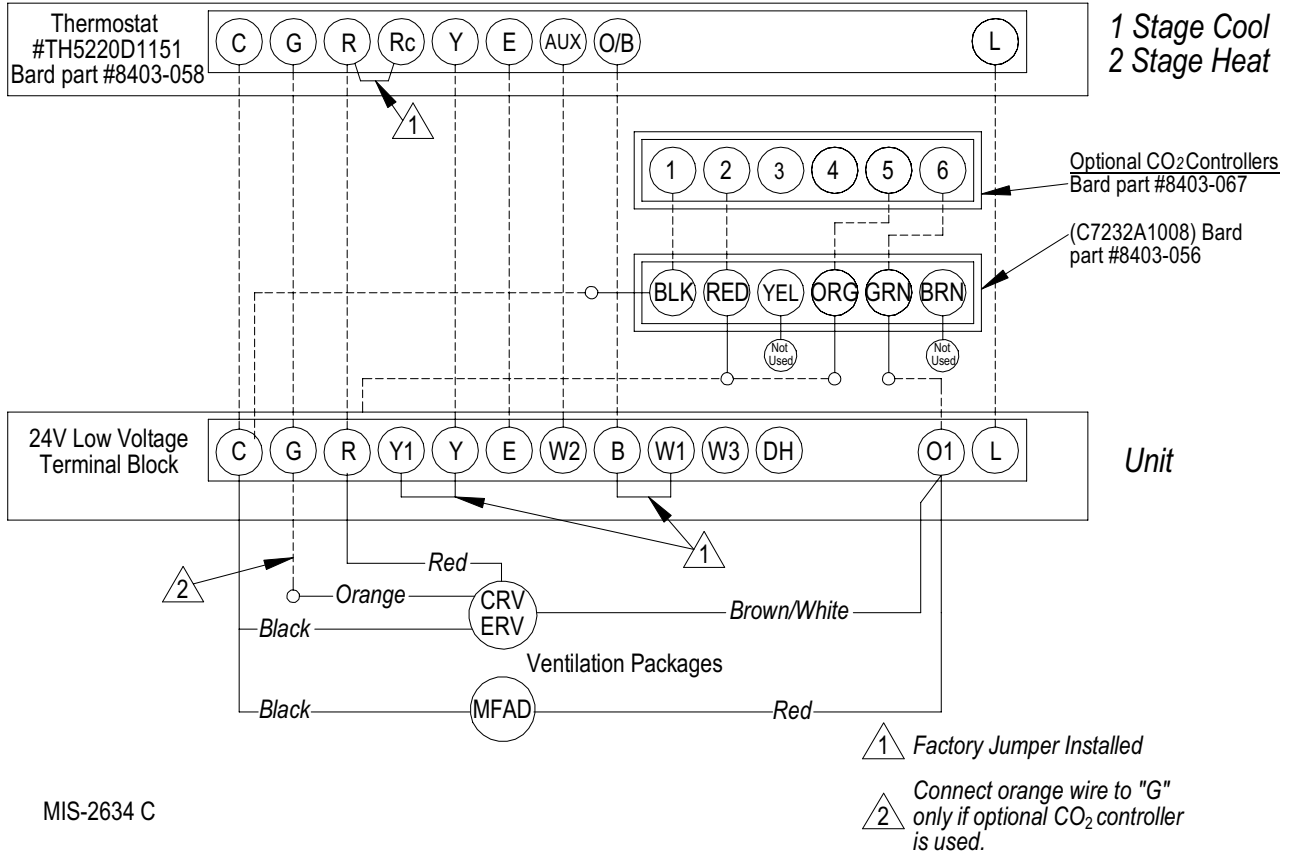 Thermostat
#TH5220D1151
Bard part #8403-058
C G R Rc Y E AUX O/B L
1 Stage Cool
2 Stage Heat
1
1 2 3 4 5 6
Optional CO2 Controllers
Bard part #8403-067
(C7232A1008) Bard
part #8403-056
BLK RED YEL ORG GRN BRN
Not
Used
Not
Used
24V Low Voltage
Terminal Block
C G R Y1 Y E W2 B W1 W3 DH O1 L
Unit
1
2
Red
Orange
CRV
ERV
Brown/White
Black
Ventilation Packages
Black
MFAD
Red
1 Factory Jumper Installed
2 Connect orange wire to "G"
only if optional CO2 controller
is used.
MIS-2634 C